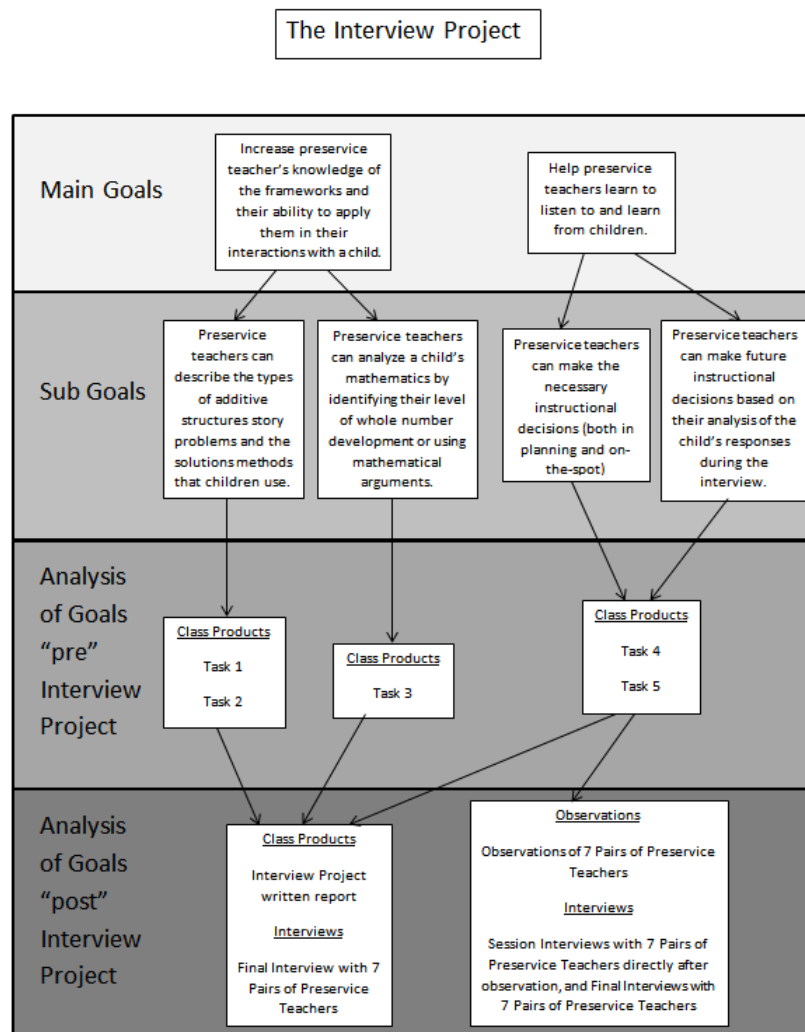 The Interview Project
Main Goals
Increase preservice
teacher's knowledge of
the frameworks and
their ability to apply
them in their
interactions with a child.
Help preservice
teachers learn to
listen to and learn
from children.
Sub Goals
Preservice
teachers can
describe the types
of additive
structures story
problems and the
solutions methods
that children use.
Preservice teachers
can analyze a child's
mathematics by
identifying their level
of whole number
development or using
mathematical
arguments.
Preservice teachers
can make the
necessary
instructional
decisions (both in
planning and on-
the-spot)
Preservice teachers
can make future
instructional
decisions based on
their analysis of the
child's responses
during the
interview.
Analysis
of Goals
"pre"
Interview
Project
Class Products
Task 1
Task 2
Class Products
Task 3
Class Products
Task 4
Task 5
Analysis
of Goals
"post"
Interview
Project
Class Products
Interview Project
written report
Interviews
Final Interview with 7
Pairs of Preservice
Teachers
Observations
Observations of 7 Pairs of Preservice
Teachers
Interviews
Session Interviews with 7 Pairs of
Preservice Teachers directly after
observation, and Final Interviews with
7 Pairs of Preservice Teachers